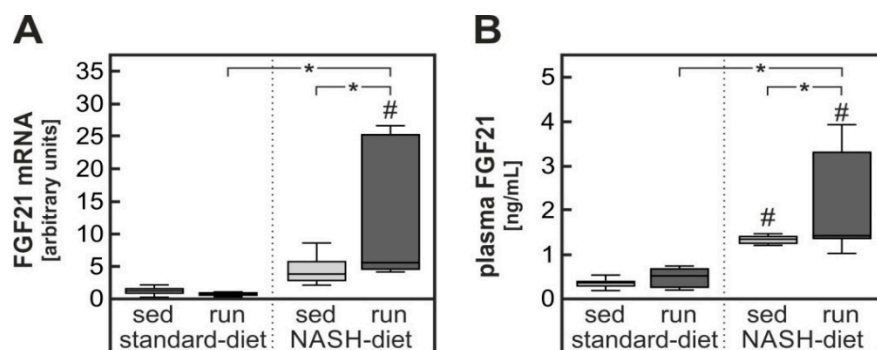 A
FGF21 mRNA
[arbitrary units]
35
30
25
20
15
10
5
0
*
*
#
sed run sed run
standard-diet NASH-diet
B
plasma FGF21
[ng/mL]
5
4
3
2
1
0
*
*
#
#
sed run sed run
standard-diet NASH-diet